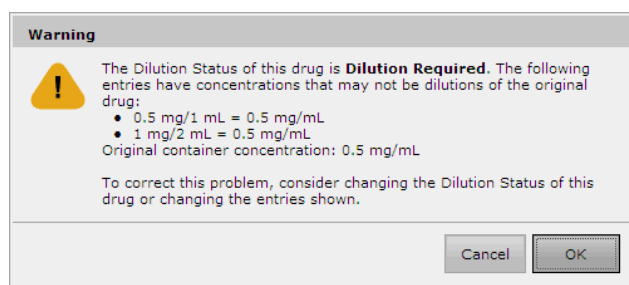 Warning
The Dilution Status of this drug is Dilution Required. The following
entries have concentrations that may not be dilutions of the original
drug:
• 0.5 mg/1 mL = 0.5 mg/mL
• 1 mg/2 mL = 0.5 mg/mL
Original container concentration: 0.5 mg/mL
To correct this problem, consider changing the Dilution Status of this
drug or changing the entries shown.
Cancel OK